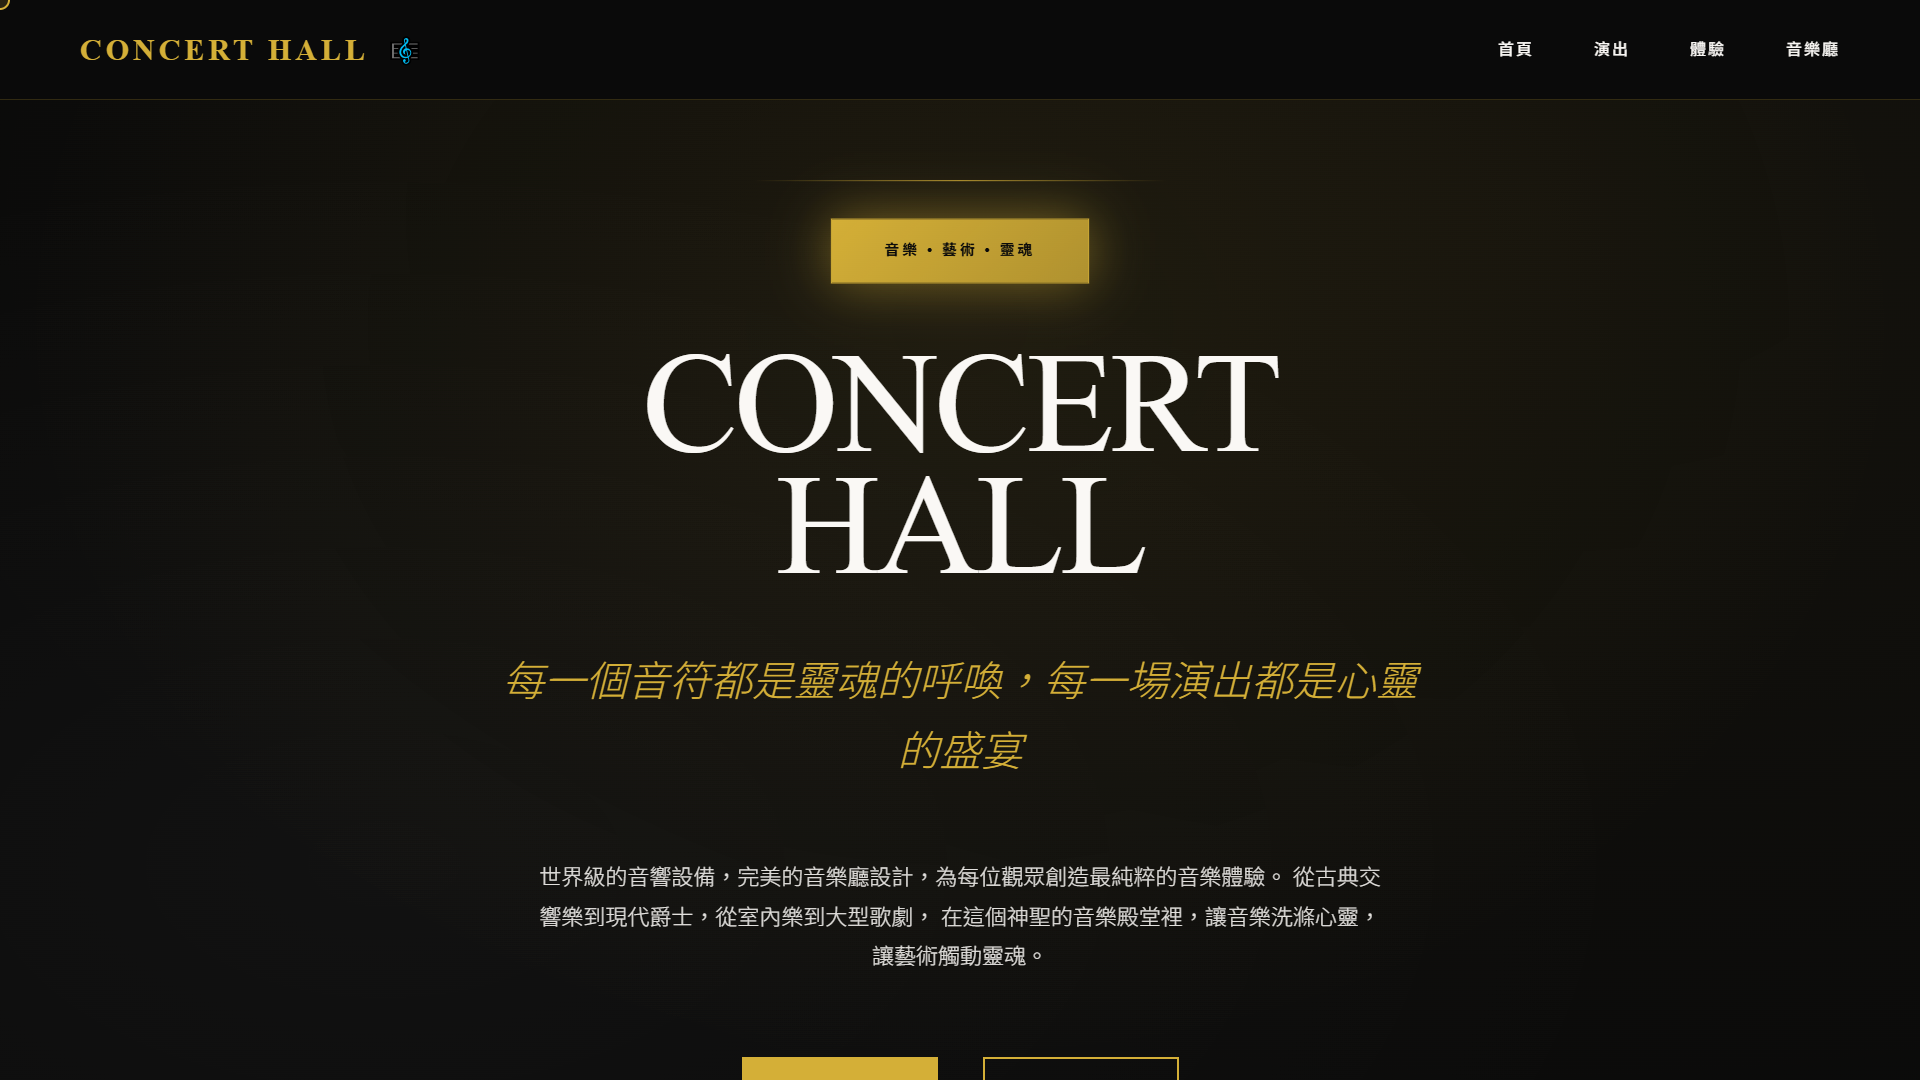 CONCERT HALL 🎼
首頁
演出
體驗
音樂廳
音樂 • 藝術 • 靈魂
CONCERT
HALL
每一個音符都是靈魂的呼喚，每一場演出都是心靈
的盛宴
世界級的音響設備，完美的音樂廳設計，為每位觀眾創造最純粹的音樂體驗。 從古典交
響樂到現代爵士，從室內樂到大型歌劇， 在這個神聖的音樂殿堂裡，讓音樂洗滌心靈，
讓藝術觸動靈魂。